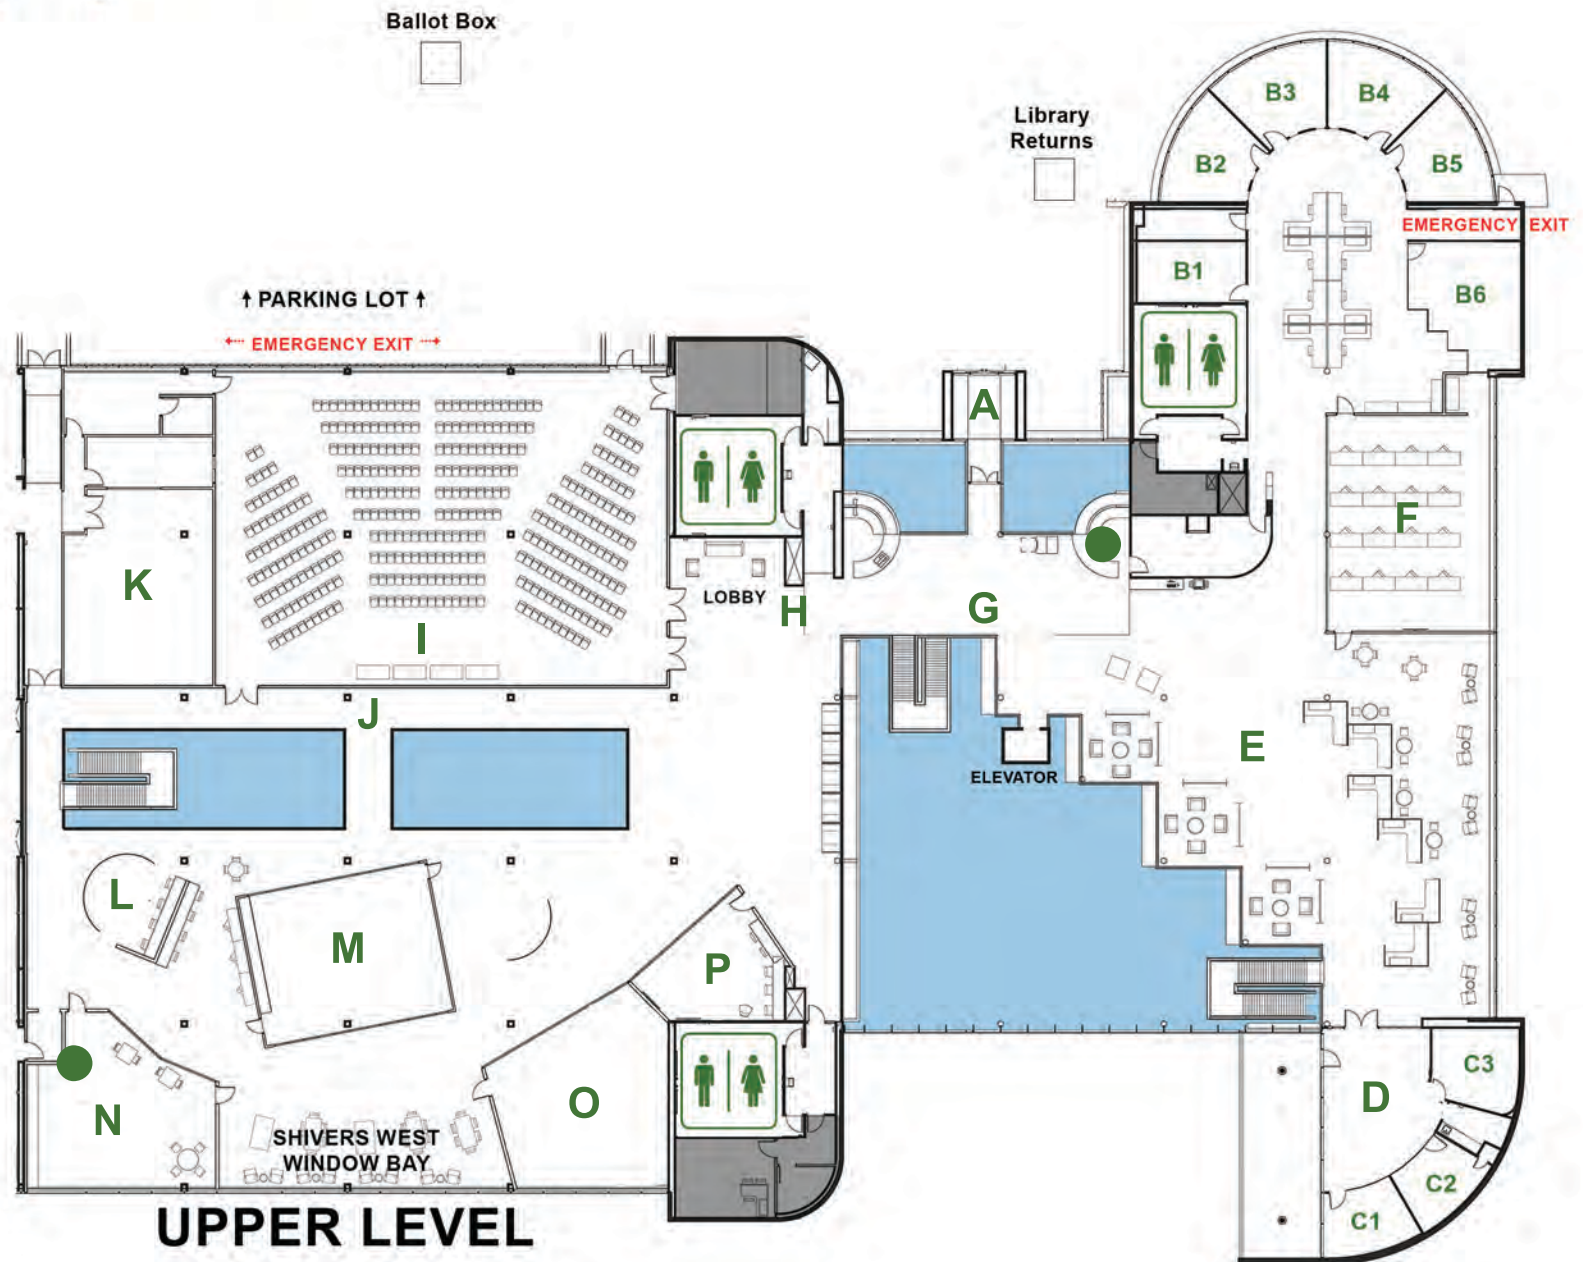 Ballot Box
Library
Returns
B3
B4
B2
B5
EMERGENCY EXIT
B1
B6
↑ PARKING LOT ↑
EMERGENCY EXIT
A
F
K
LOBBY
H
G
I
J
E
ELEVATOR
L
M
P
D
C3
O
N
SHIVERS WEST
WINDOW BAY
C2
C1
UPPER LEVEL